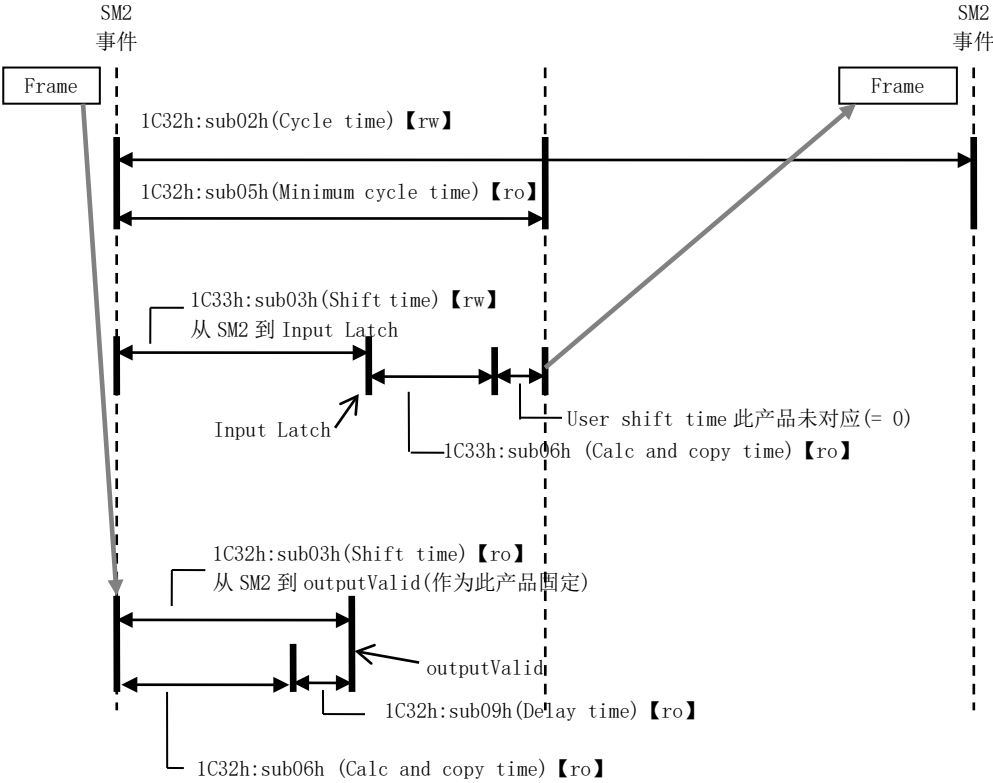 SM2
事件
SM2
事件
Frame
Frame
1C32h:sub02h(Cycle time)【rw】
1C32h:sub05h(Minimum cycle time)【ro】
1C33h:sub03h(Shift time)【rw】
从 SM2 到 Input Latch
Input Latch
User shift time 此产品未对应(= 0)
1C33h:sub06h (Calc and copy time)【ro】
1C32h:sub03h(Shift time)【ro】
从 SM2 到 outputValid(作为此产品固定)
outputValid
1C32h:sub09h(Delay time)【ro】
1C32h:sub06h (Calc and copy time)【ro】